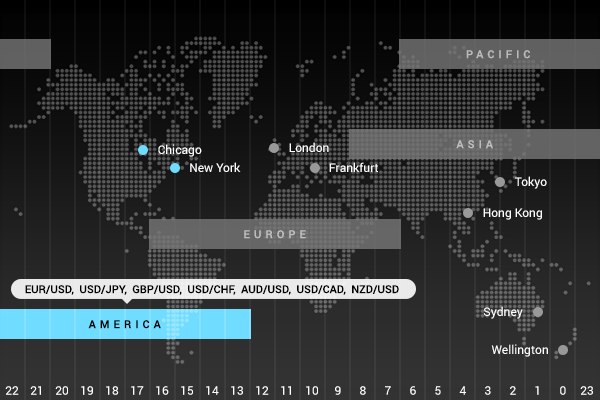 PACIFIC
ASIA
Chicago
London
New York
Frankfurt
Tokyo
Hong Kong
EUROPE
EUR/USD, USD/JPY, GBP/USD, USD/CHF, AUD/USD, USD/CAD, NZD/USD
AMERICA
Sydney
Wellington
22 21 20 19 18 17 16 15 14 13 12 11 10 9 8 7 6 5 4 3 2 1 0 23